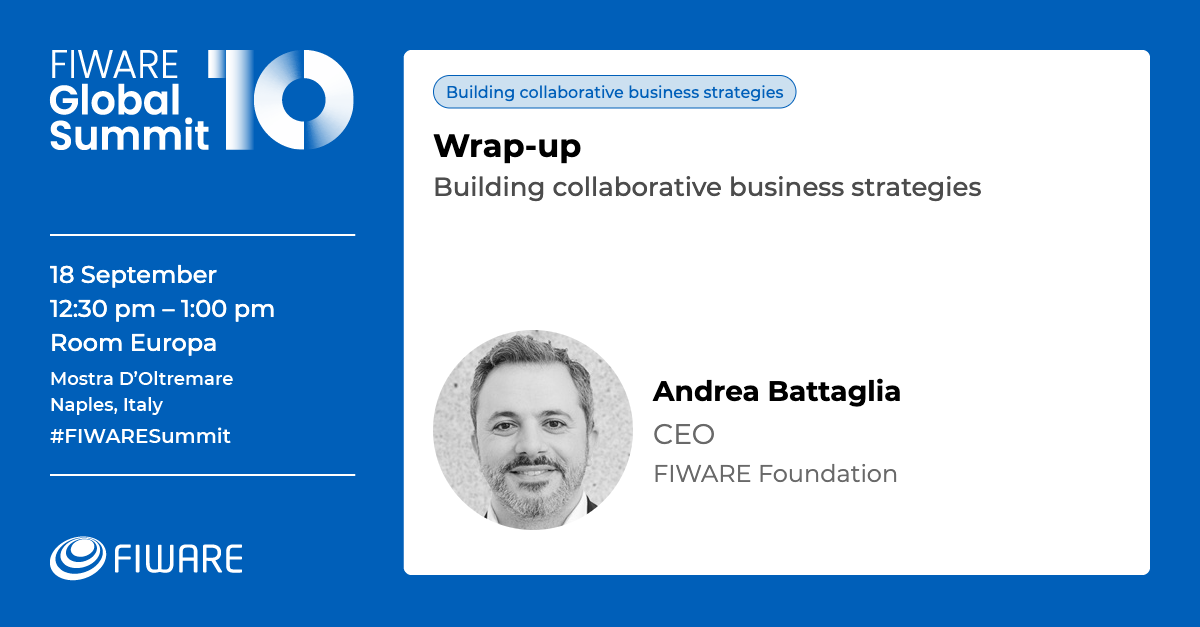 FIWARE
Global
Summit
10
18 September
12:30 pm – 1:00 pm
Room Europa
Mostra D’Oltremare
Naples, Italy
#FIWARESummit
FIWARE
Building collaborative business strategies
Wrap-up
Building collaborative business strategies
Andrea Battaglia
CEO
FIWARE Foundation